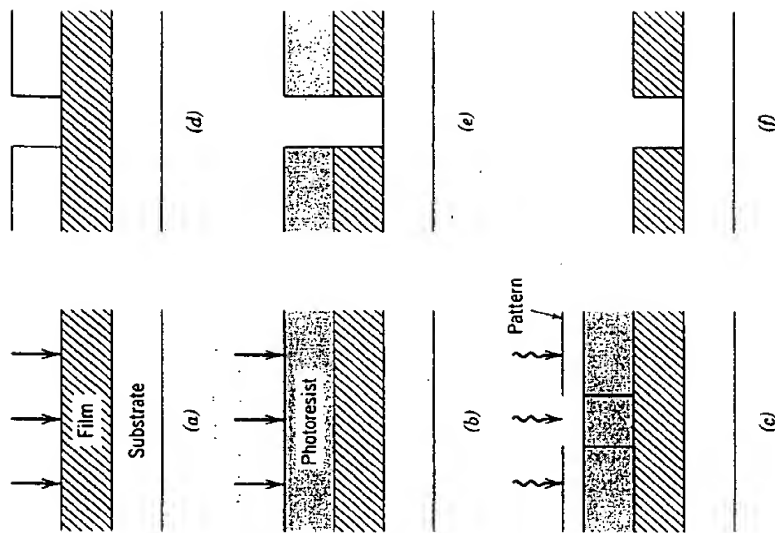 Film
Substrate
(a)
Photoresist
(b)
Pattern
(c)
(d)
(e)
(f)